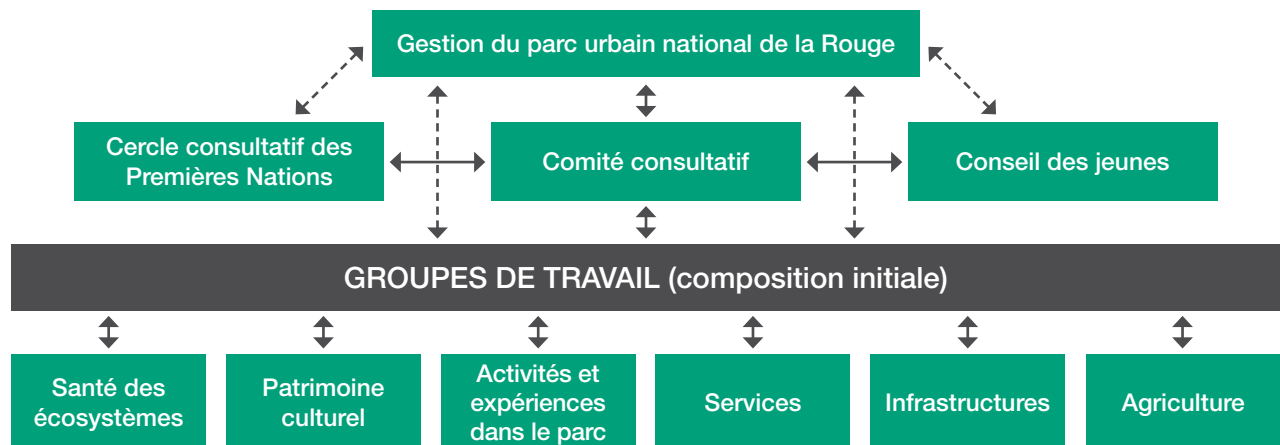 Gestion du parc urbain national de la Rouge
Cercle consultatif des
Premières Nations
Comité consultatif
Conseil des jeunes
GROUPES DE TRAVAIL (composition initiale)
Santé des
écosystèmes
Patrimoine
culturel
Activités et
expériences
dans le parc
Services
Infrastructures
Agriculture